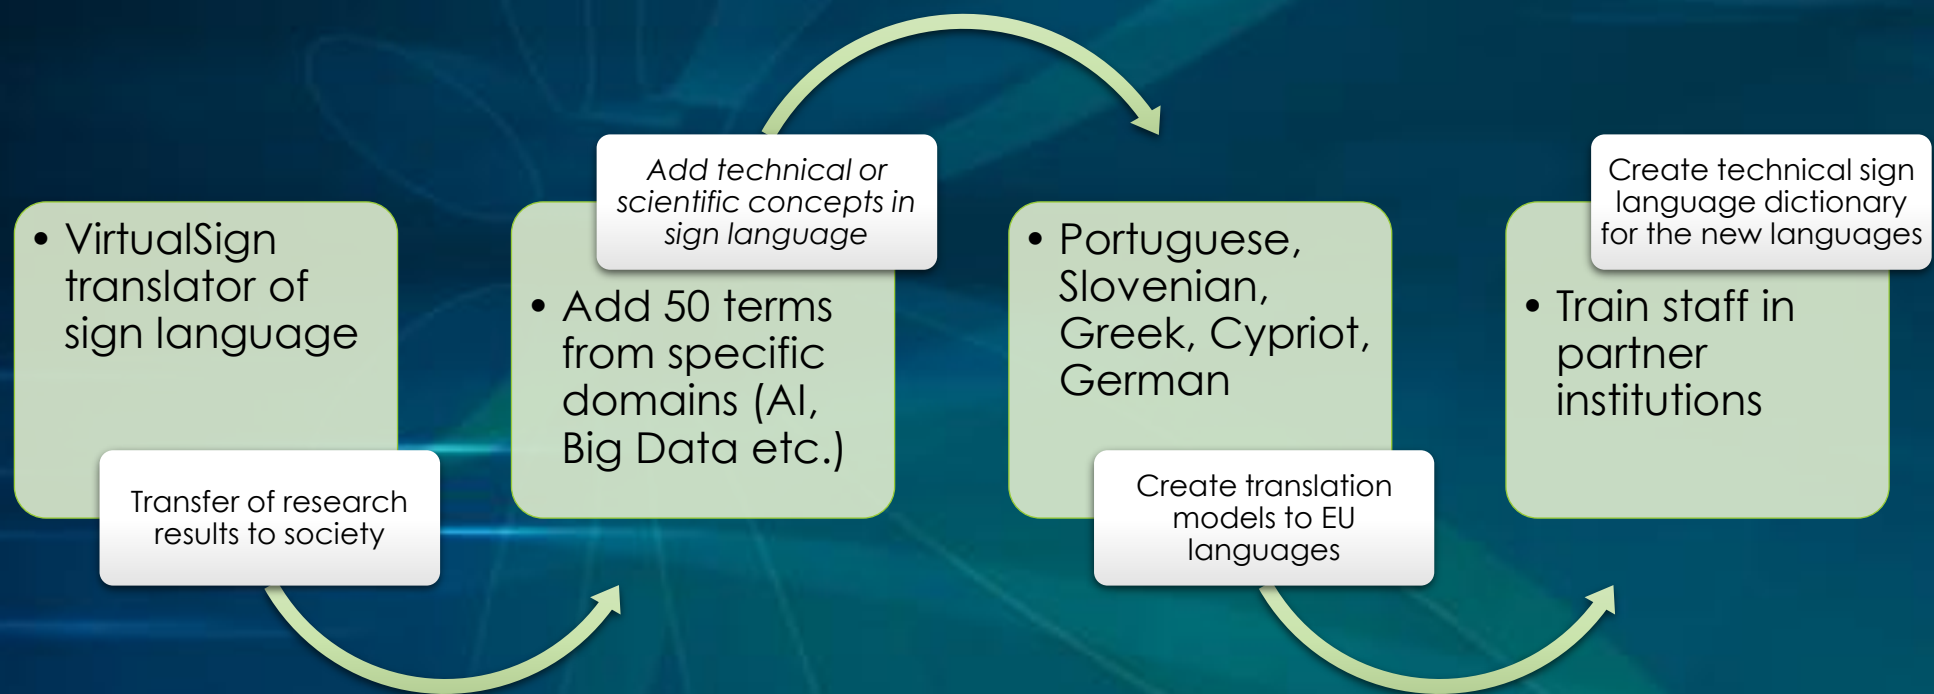 • VirtualSign
translator of
sign language
Transfer of research
results to society
Add technical or
scientific concepts in
sign language
• Add 50 terms
from specific
domains (AI,
Big Data etc.)
• Portuguese,
Slovenian,
Greek, Cypriot,
German
Create translation
models to EU
languages
Create technical sign
language dictionary
for the new languages
• Train staff in
partner
institutions